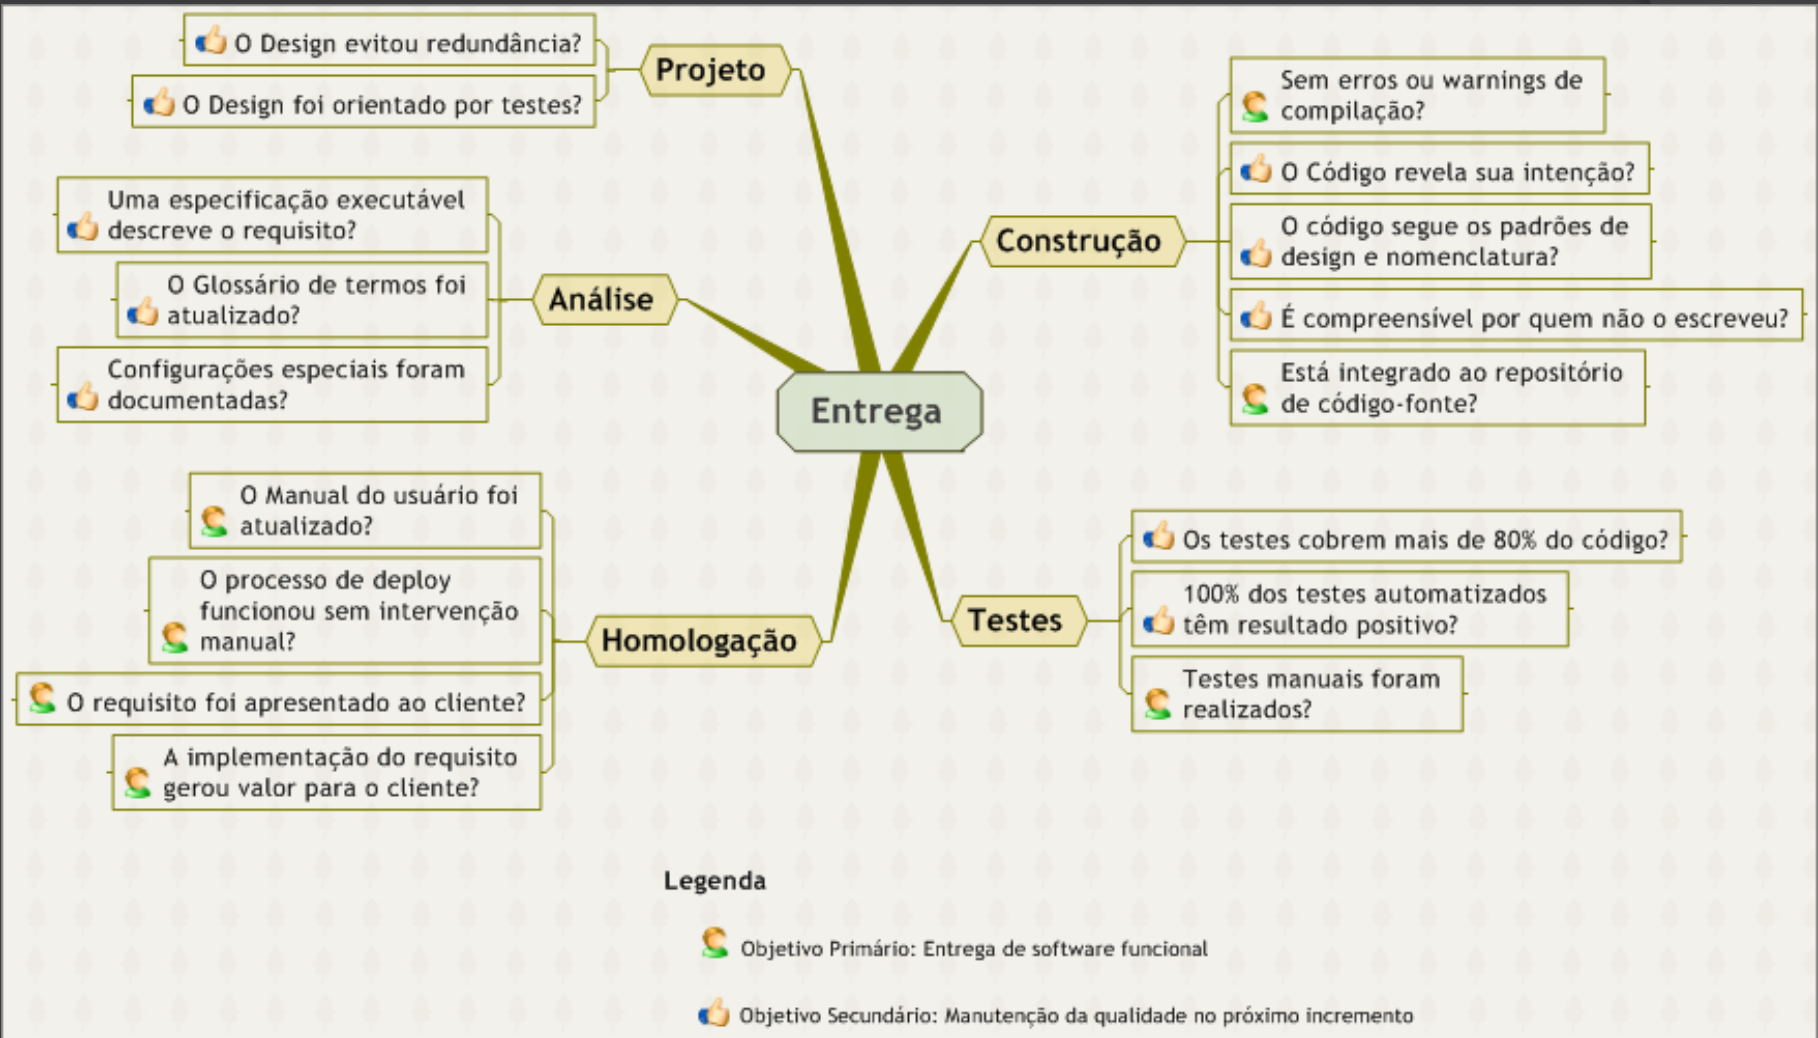 O Design evitou redundância?
O Design foi orientado por testes?
Projeto
Uma especificação executável
descreve o requisito?
O Glossário de termos foi
atualizado?
Configurações especiais foram
documentadas?
Análise
Sem erros ou warnings de
compilação?
O Código revela sua intenção?
O código segue os padrões de
design e nomenclatura?
É compreensível por quem não o escreveu?
Está integrado ao repositório
de código-fonte?
Construção
Entrega
O Manual do usuário foi
atualizado?
O processo de deploy
funcionou sem intervenção
manual?
O requisito foi apresentado ao cliente?
A implementação do requisito
gerou valor para o cliente?
Homologação
Testes
Os testes cobrem mais de 80% do código?
100% dos testes automatizados
têm resultado positivo?
Testes manuais foram
realizados?
Legenda
Objetivo Primário: Entrega de software funcional
Objetivo Secundário: Manutenção da qualidade no próximo incremento